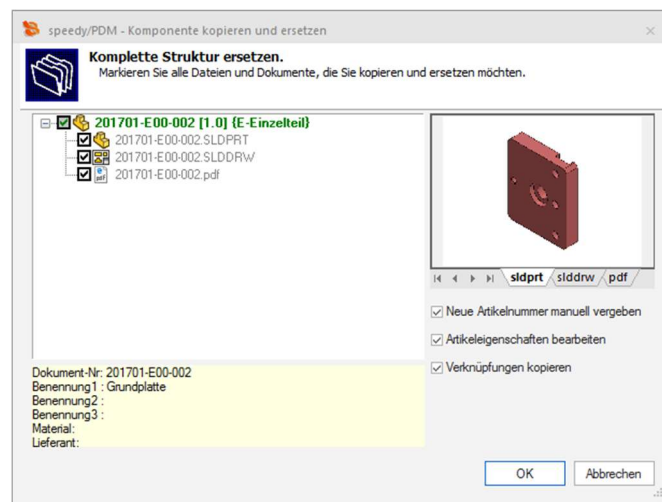 speedy/PDM - Komponente kopieren und ersetzen
Komplette Struktur ersetzen.
Markieren Sie alle Dateien und Dokumente, die Sie kopieren und ersetzen möchten.
201701-E00-002 [1.0] {E-Einzelteil}
201701-E00-002.SLDPRT
201701-E00-002.SLDDRW
201701-E00-002.pdf
sldprt slddrw pdf
Neue Artikelnummer manuell vergeben
Artikeleigenschaften bearbeiten
Verknüpfungen kopieren
Dokument-Nr: 201701-E00-002
Benennung1 : Grundplatte
Benennung2 :
Benennung3 :
Material:
Lieferant:
OK Abbrechen